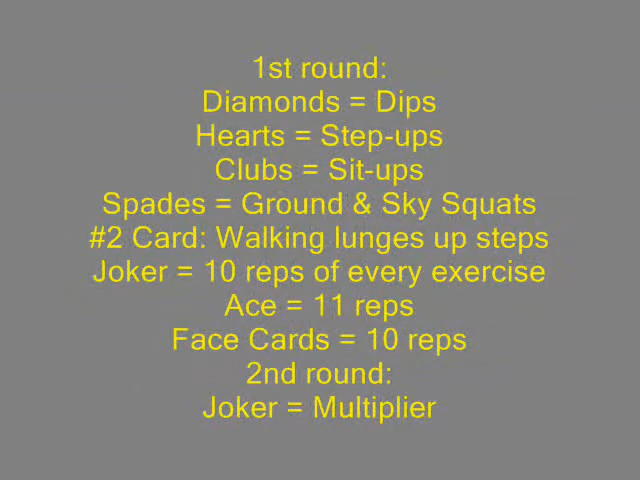 1st round:
Diamonds = Dips
Hearts = Step-ups
Clubs = Sit-ups
Spades = Ground & Sky Squats
#2 Card: Walking lunges up steps
Joker = 10 reps of every exercise
Ace = 11 reps
Face Cards = 10 reps
2nd round:
Joker = Multiplier